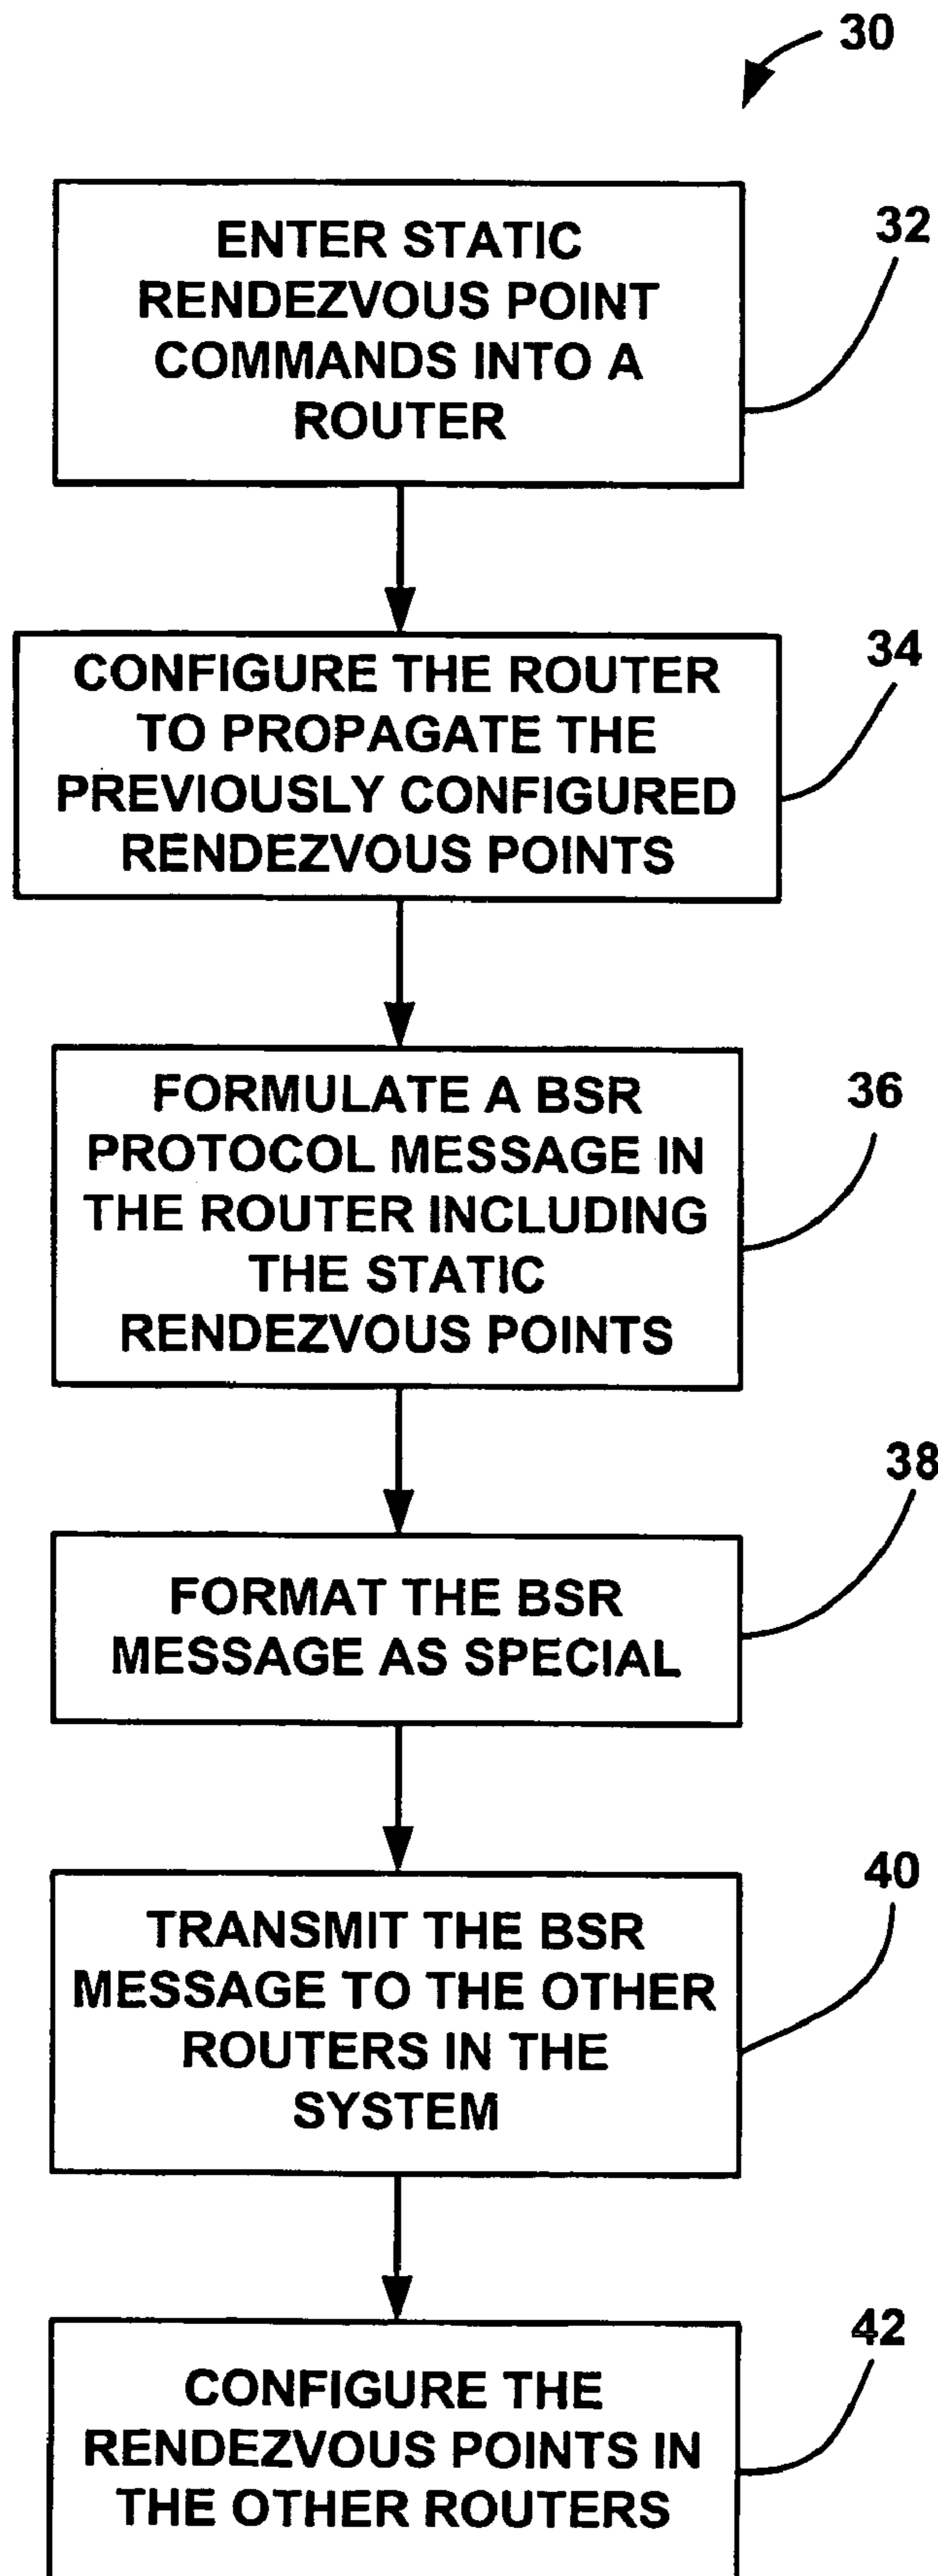 30
ENTER STATIC
RENDEZVOUS POINT
COMMANDS INTO A
ROUTER
32
CONFIGURE THE ROUTER
TO PROPAGATE THE
PREVIOUSLY CONFIGURED
RENDEZVOUS POINTS
34
FORMULATE A BSR
PROTOCOL MESSAGE IN
THE ROUTER INCLUDING
THE STATIC
RENDEZVOUS POINTS
36
FORMAT THE BSR
MESSAGE AS SPECIAL
38
TRANSMIT THE BSR
MESSAGE TO THE OTHER
ROUTERS IN THE
SYSTEM
40
CONFIGURE THE
RENDEZVOUS POINTS IN
THE OTHER ROUTERS
42